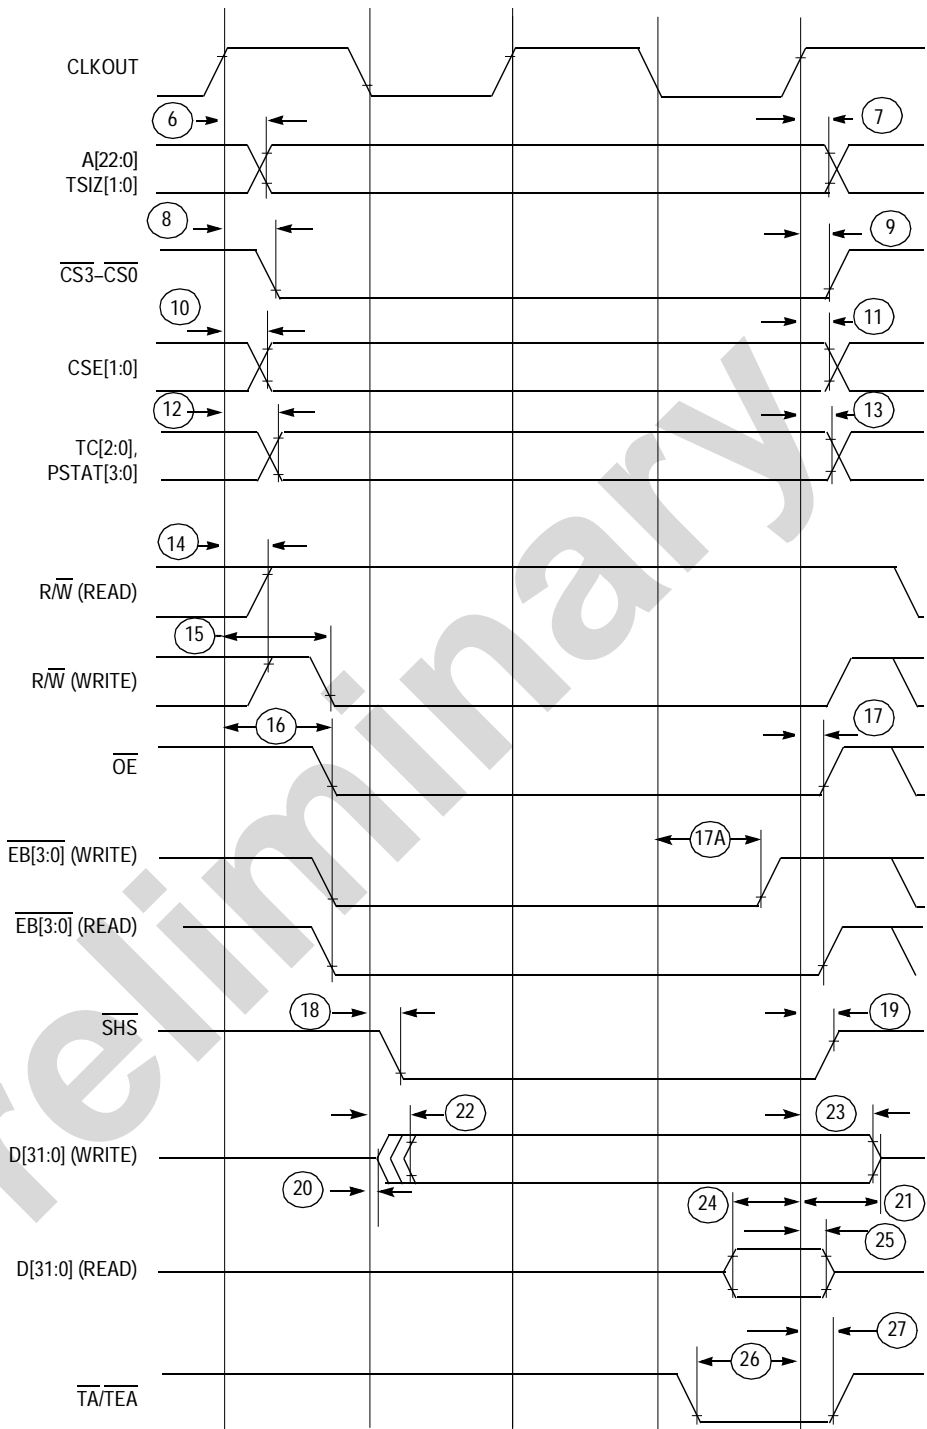 CLKOUT
6
7
A[22:0]
TSIZ[1:0]
8
9
CS3–CS0
10
11
CSE[1:0]
12
13
TC[2:0],
PSTAT[3:0]
14
R/W (READ)
15
R/W (WRITE)
16
17
OE
17A
EB[3:0] (WRITE)
EB[3:0] (READ)
18
19
SHS
22
23
D[31:0] (WRITE)
20
24
21
25
D[31:0] (READ)
27
26
TA/TEA
reliminary